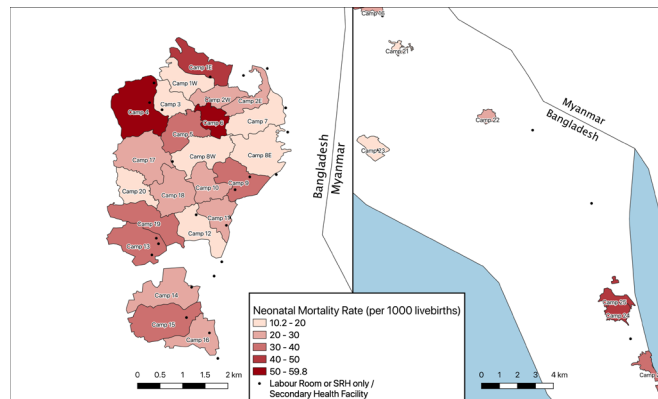 Camp 1E
Camp 1W
Camp 4
Camp 3
Camp 2W
Camp 2E
Camp 6
Camp 7
Camp 5
Camp 17
Camp 8W
Camp 8E
Camp 9
Camp 20
Camp 18
Camp 10
Camp 11
Camp 19
Camp 12
Camp 13
Camp 14
Camp 15
Camp 16
Bangladesh
Myanmar
Camp 21
Camp 22
Camp 23
Myanmar
Bangladesh
Camp 25
Camp 24
Camp
Neonatal Mortality Rate (per 1000 livebirths)
10.2 - 20
20 - 30
30 - 40
40 - 50
50 - 59.8
Labour Room or SRH only /
Secondary Health Facility
0 0.5 1 1.5 2 km
0 1 2 3 4 km